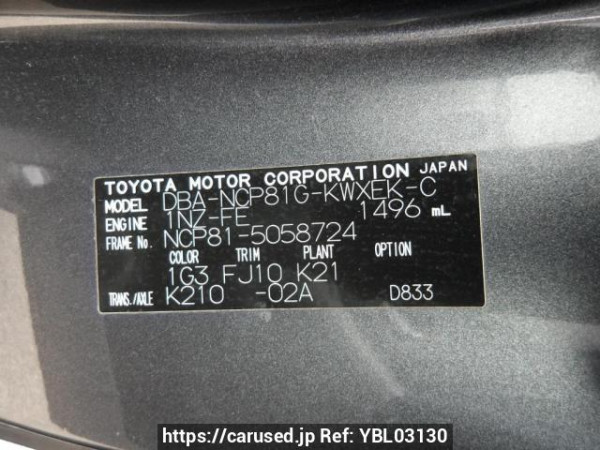 TOYOTA MOTOR CORPORATION JAPAN
MODEL DBA-NCP81G-KWXEK-C
ENGINE 1NZ-FE 1496 mL
FRAME No. NCP81-5058724
COLOR TRIM PLANT OPTION
1G3 FJ10 K21
TRANS./AXLE K210 -02A D833
https://carused.jp Ref: YBL03130